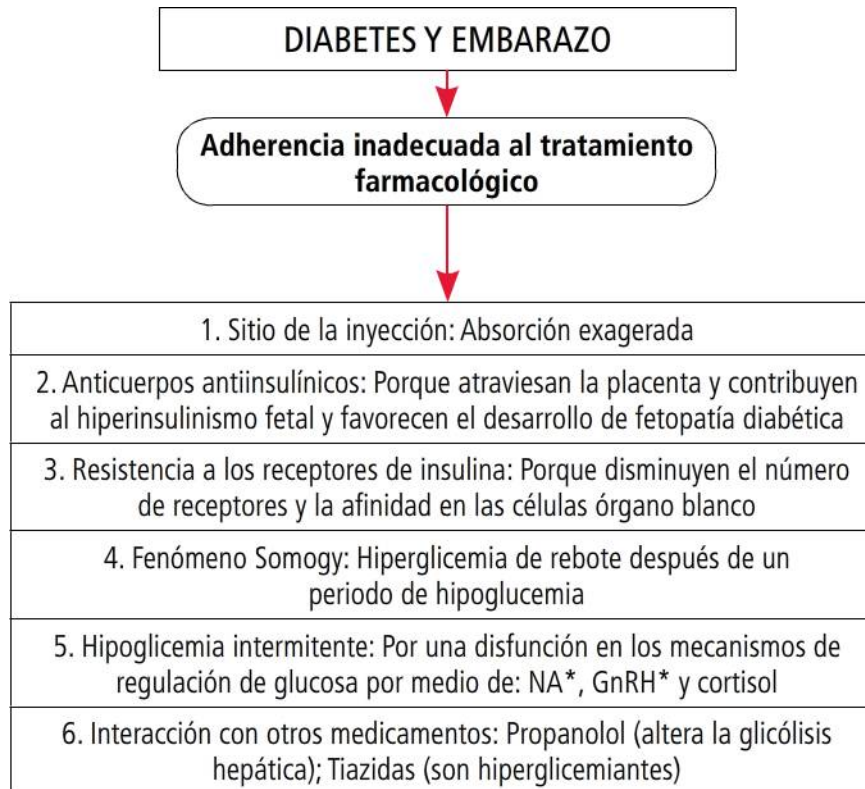 DIABETES Y EMBARAZO
Adherencia inadecuada al tratamiento
farmacológico
1. Sitio de la inyección: Absorción exagerada
2. Anticuerpos antiinsulínicos: Porque atraviesan la placenta y contribuyen
al hiperinsulinismo fetal y favorecen el desarrollo de fetopatía diabética
3. Resistencia a los receptores de insulina: Porque disminuyen el número
de receptores y la afinidad en las células órgano blanco
4. Fenómeno Somogy: Hiperglicemia de rebote después de un
periodo de hipoglucemia
5. Hipoglicemia intermitente: Por una disfunción en los mecanismos de
regulación de glucosa por medio de: NA*, GnRH* y cortisol
6. Interacción con otros medicamentos: Propanolol (altera la glicólisis
hepática); Tiazidas (son hiperglicemiantes)